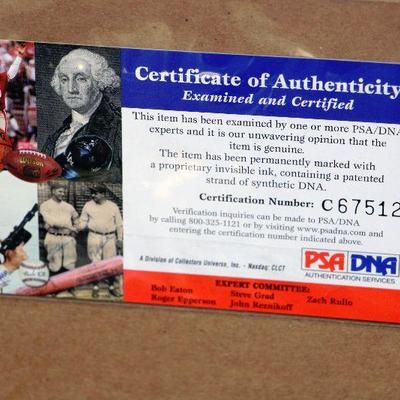 Certificate of Authenticity
Examined and Certified
This item has been examined by one or more PSA/DNA
experts and it is our unwavering opinion that the
item is genuine.
The item has been permanently marked with
a proprietary invisible ink, containing a patented
strand of synthetic DNA.
Certification Number: C67512
Verification inquiries can be made to PSA/DNA
by calling 800-325-1121 or by visiting www.psadna.com and
entering the certification number indicated above.
PSA DNA
AUTHENTICATION SERVICES
A Division of Collectors Universe, Inc. - Nasdaq: CLCT
EXPERT COMMITTEE:
Bob Eaton Steve Grad Zach Rullo
Roger Epperson John Reznikoff
WILSON